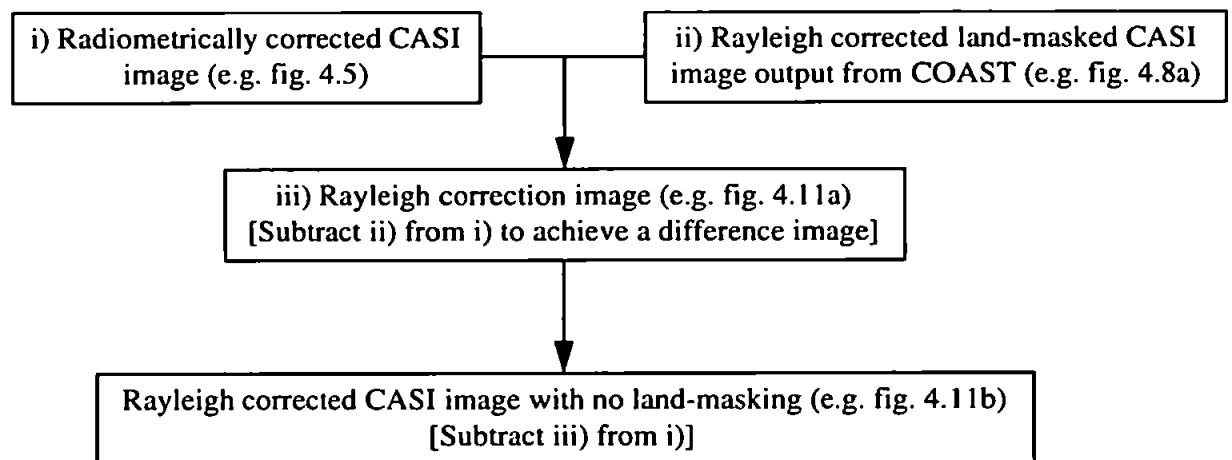 i) Radiometrically corrected CASI
image (e.g. fig. 4.5)
ii) Rayleigh corrected land-masked CASI
image output from COAST (e.g. fig. 4.8a)
iii) Rayleigh correction image (e.g. fig. 4.11a)
[Subtract ii) from i) to achieve a difference image]
Rayleigh corrected CASI image with no land-masking (e.g. fig. 4.11b)
[Subtract iii) from i)]